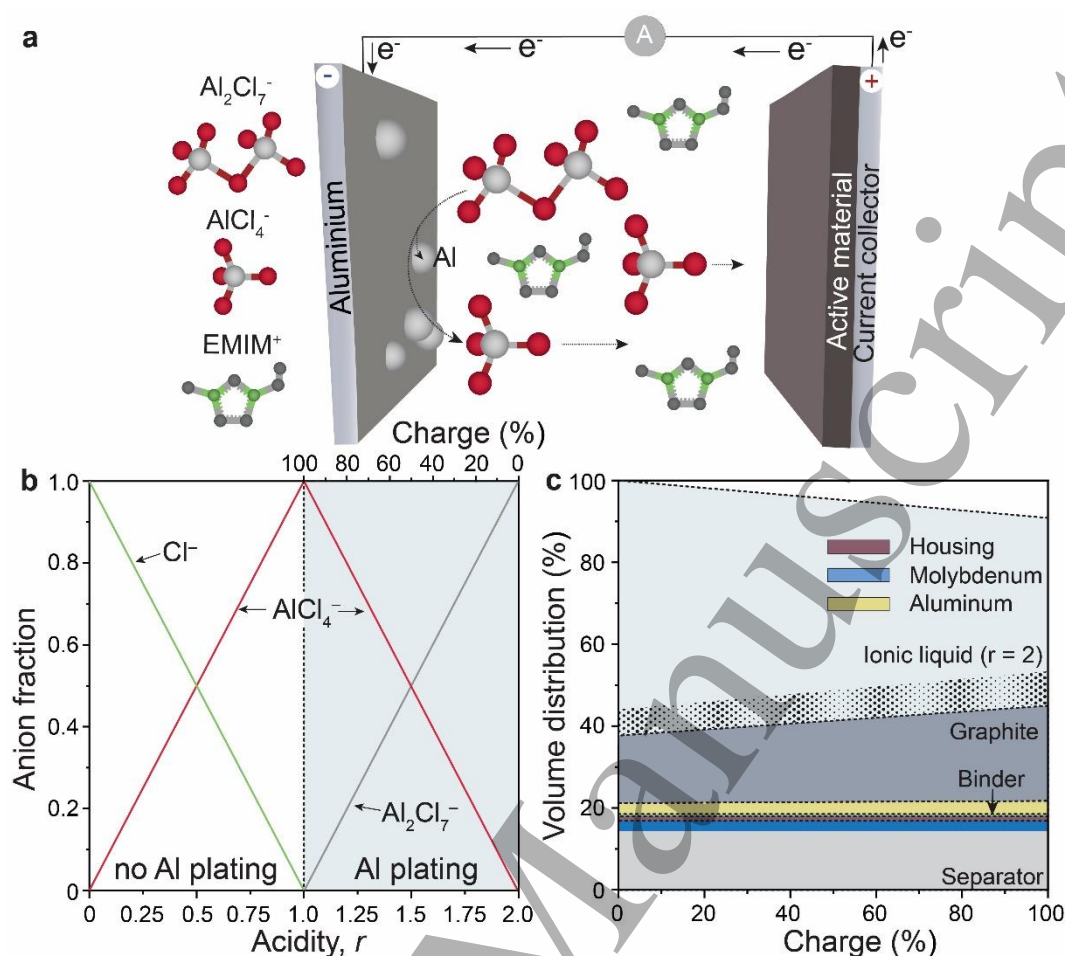 a
A
e⁻
e⁻
e⁻
e⁻
-
+
Al₂Cl₇⁻
AlCl₄⁻
EMIM⁺
Aluminium
Al
Active material
Current collector
b
Charge (%)
100 80 60 40 20 0
Anion fraction
1.0
0.8
0.6
0.4
0.2
0
Cl⁻
AlCl₄⁻
Al₂Cl₇⁻
no Al plating
Al plating
0 0.25 0.5 0.75 1.0 1.25 1.5 1.75 2.0
Acidity, r
c
Volume distribution (%)
100
80
60
40
20
0
Housing
Molybdenum
Aluminum
Ionic liquid (r = 2)
Graphite
Binder
Separator
0 20 40 60 80 100
Charge (%)